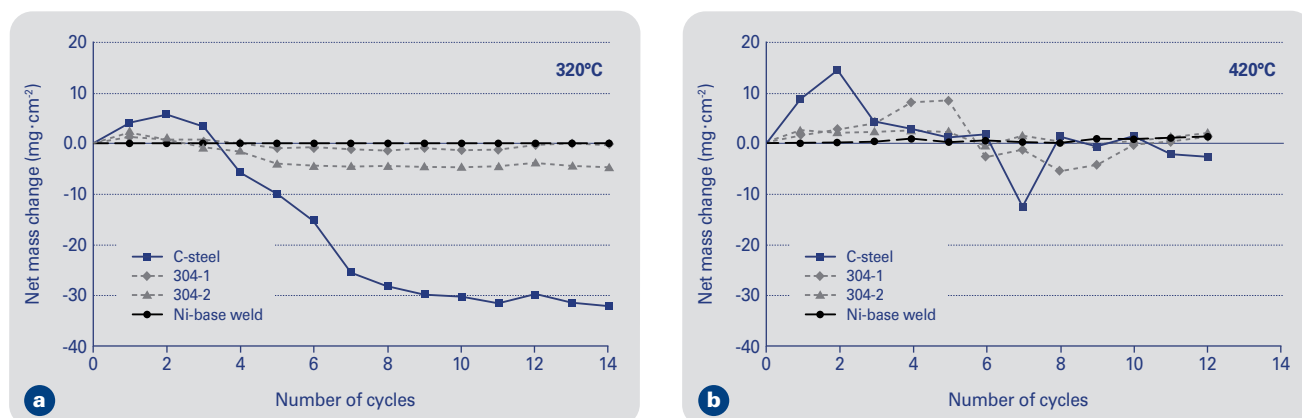 320°C
Net mass change (mg·cm-2)
20
10
0.0
-10
-20
-30
-40
C-steel
304-1
304-2
Ni-base weld
0 2 4 6 8 10 12 14
Number of cycles
a
420°C
Net mass change (mg·cm-2)
20
10
0.0
-10
-20
-30
-40
C-steel
304-1
304-2
Ni-base weld
0 2 4 6 8 10 12 14
Number of cycles
b